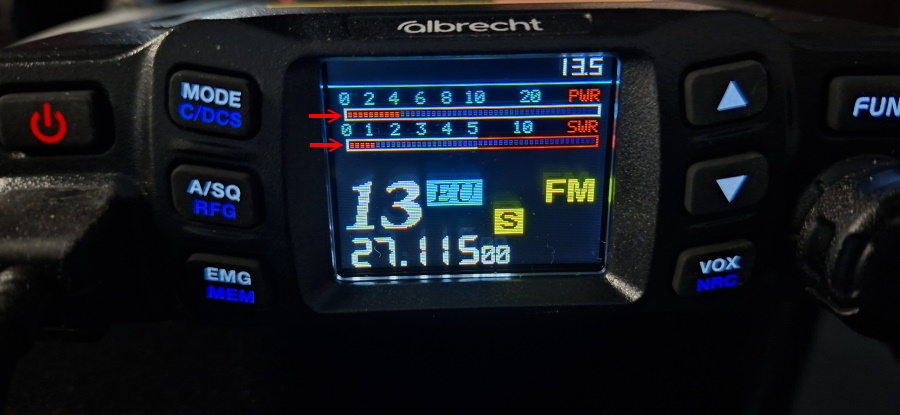 albrecht
13.5
MODE
C/DCS
0 2 4 6 8 10 20 PWR
0 1 2 3 4 5 10 SWR
FUN
A/SQ
RFG
13 EU S FM
27.11500
EMG
MEM
VOX
NRC